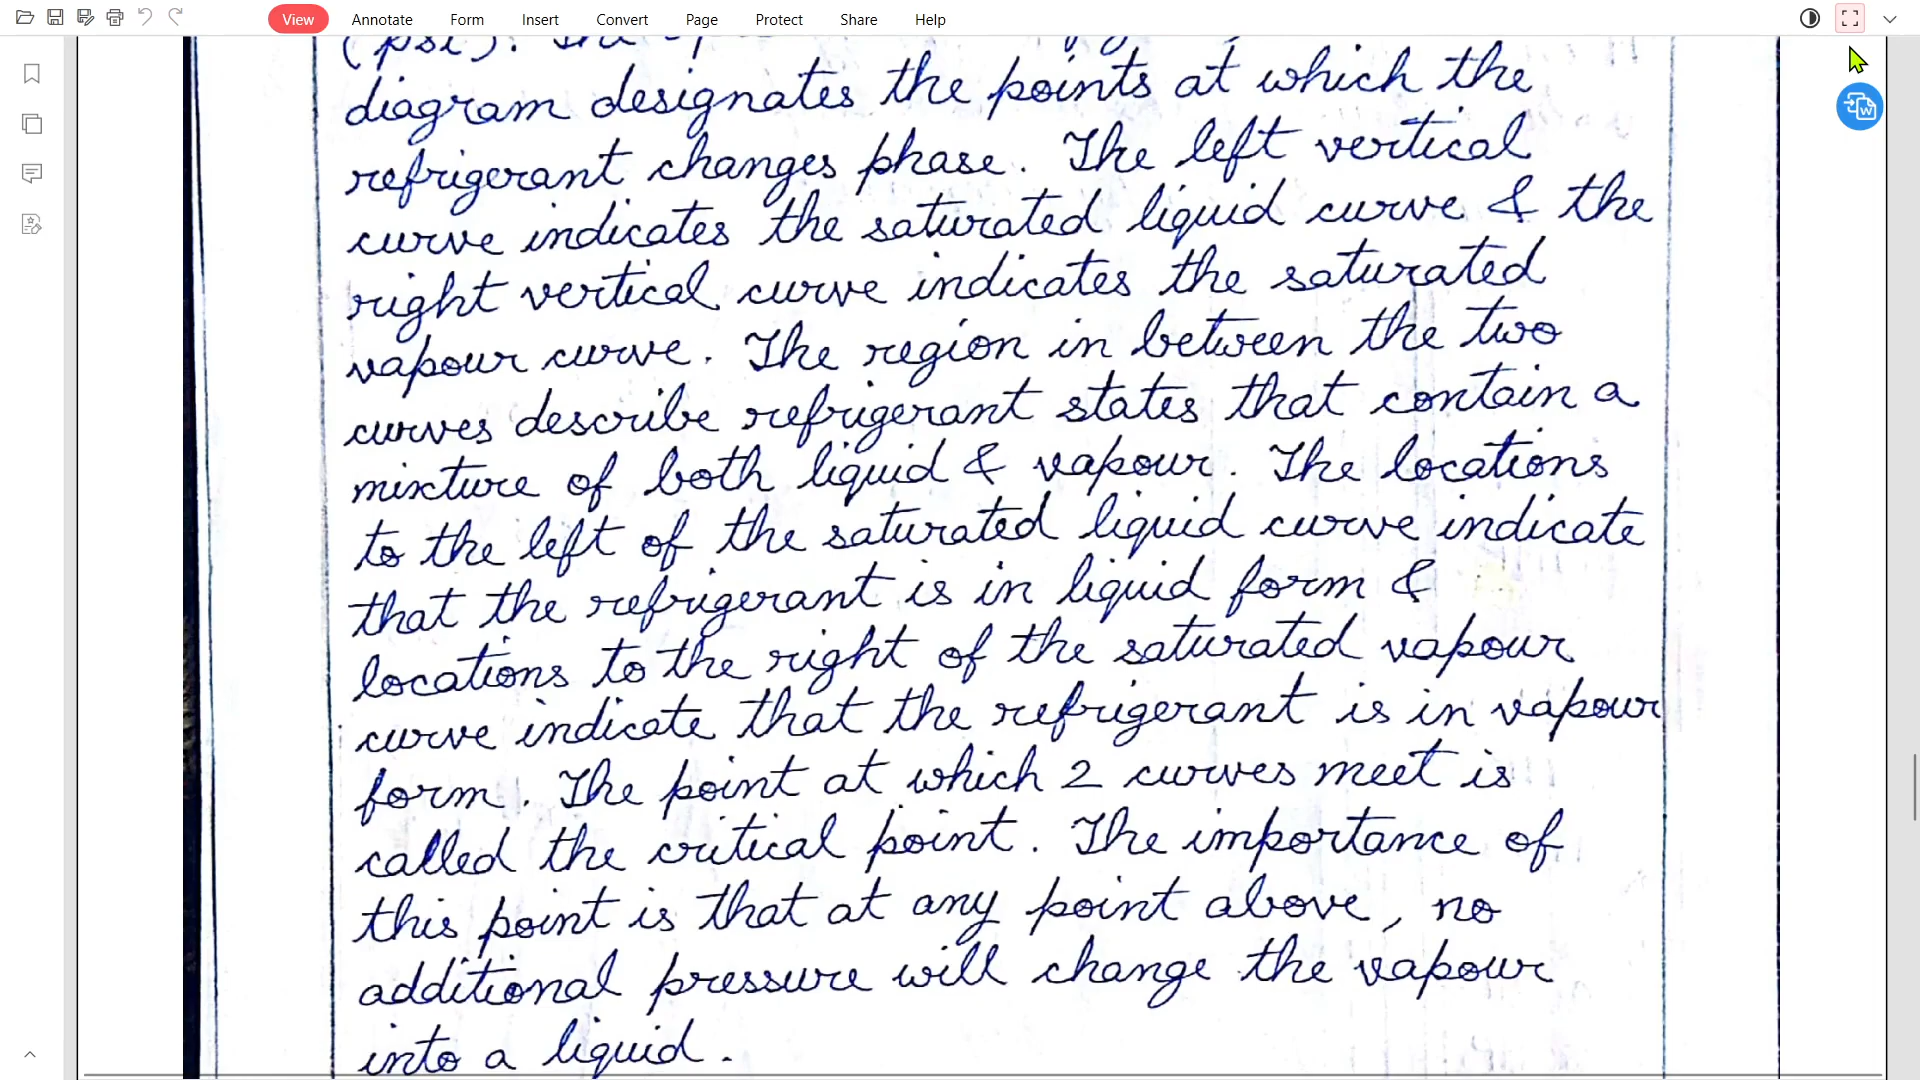 View Annotate Form Insert Convert Page Protect Share Help
(psi). The
diagram designates the points at which the
refrigerant changes phase. The left vertical
curve indicates the saturated liquid curve & the
right vertical curve indicates the saturated
vapour curve. The region in between the two
curves describe refrigerant states that contain a
mixture of both liquid & vapour. The locations
to the left of the saturated liquid curve indicate
that the refrigerant is in liquid form &
locations to the right of the saturated vapour
curve indicate that the refrigerant is in vapour
form. The point at which 2 curves meet is
called the critical point. The importance of
this point is that at any point above, no
additional pressure will change the vapour
into a liquid.